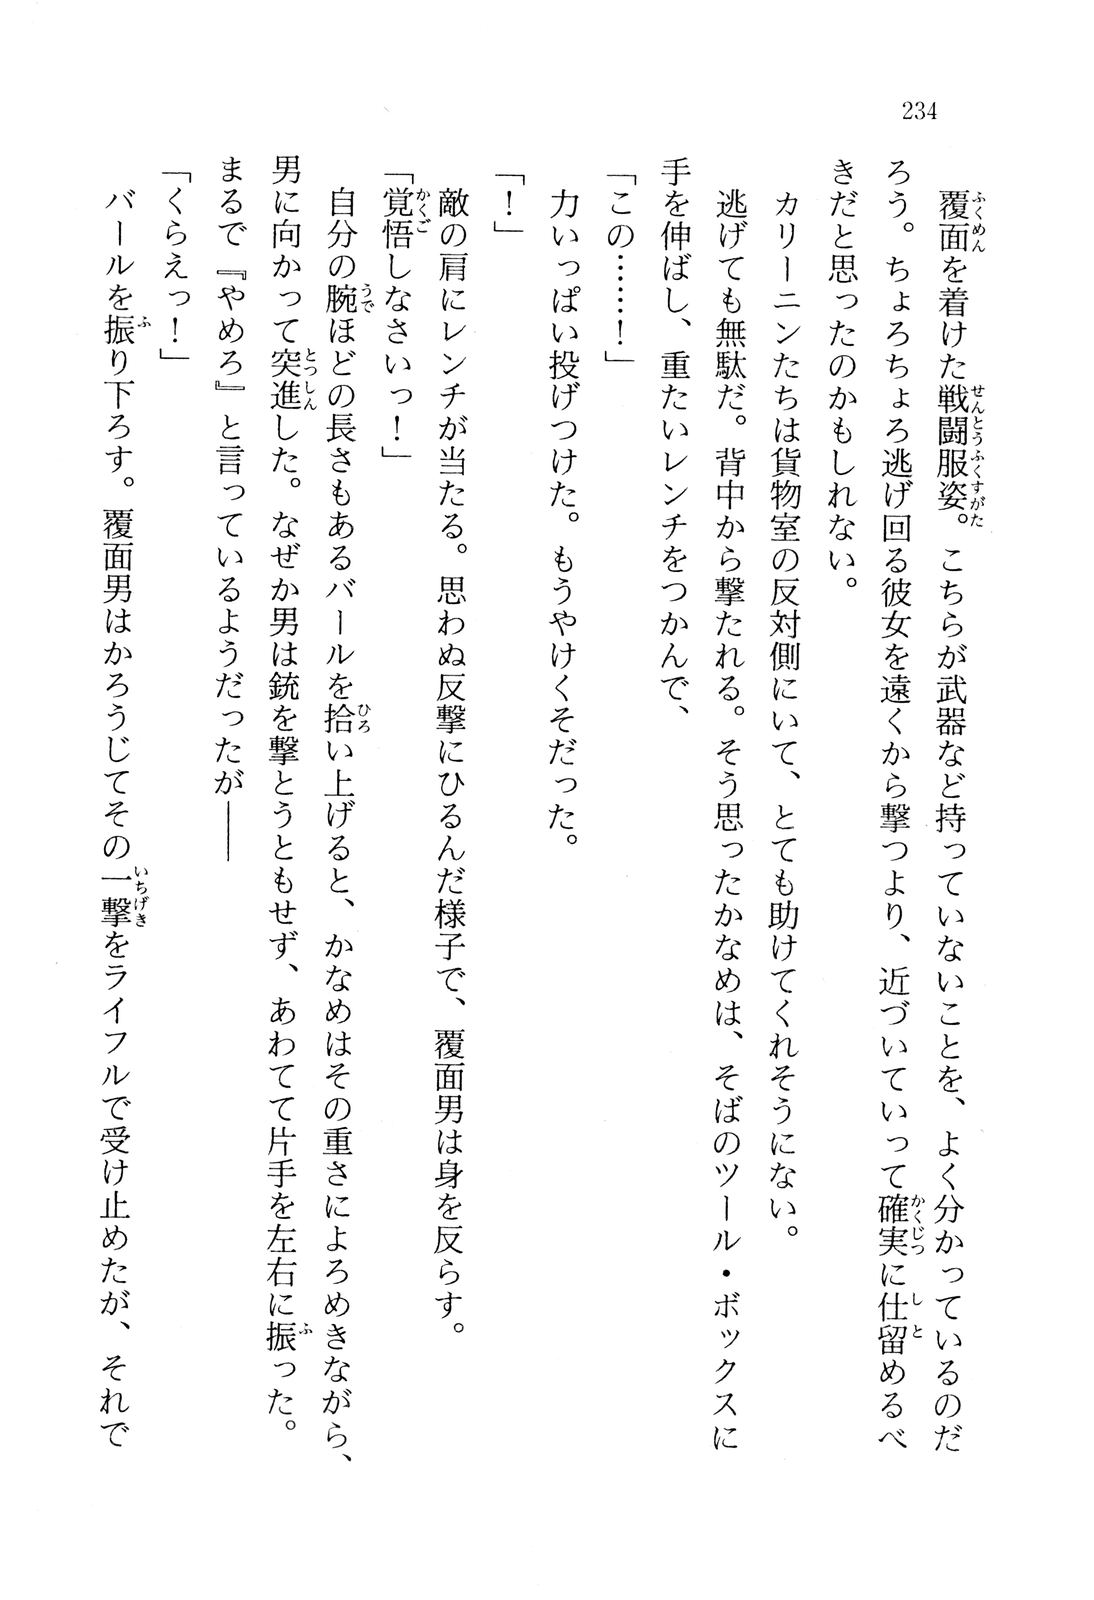 234
　覆面を着けた戦闘服姿。こちらが武器など持っていないことを、よく分かっているのだ
ろう。ちょろちょろ逃げ回る彼女を遠くから撃つより、近づいていって確実に仕留めるべ
きだと思ったのかもしれない。
　カリーニンたちは貨物室の反対側にいて、とても助けてくれそうにない。
　逃げても無駄だ。背中から撃たれる。そう思ったかなめは、そばのツール・ボックスに
手を伸ばし、重たいレンチをつかんで、
「この……！」
　力いっぱい投げつけた。もうやけくそだった。
「！」
　敵の肩にレンチが当たる。思わぬ反撃にひるんだ様子で、覆面男は身を反らす。
「覚悟しなさいっ！」
　自分の腕ほどの長さもあるバールを拾い上げると、かなめはその重さによろめきながら、
男に向かって突進した。なぜか男は銃を撃とうともせず、あわてて片手を左右に振った。
まるで『やめろ』と言っているようだったが――
「くらえっ！」
　バールを振り下ろす。覆面男はかろうじてその一撃をライフルで受け止めたが、それで